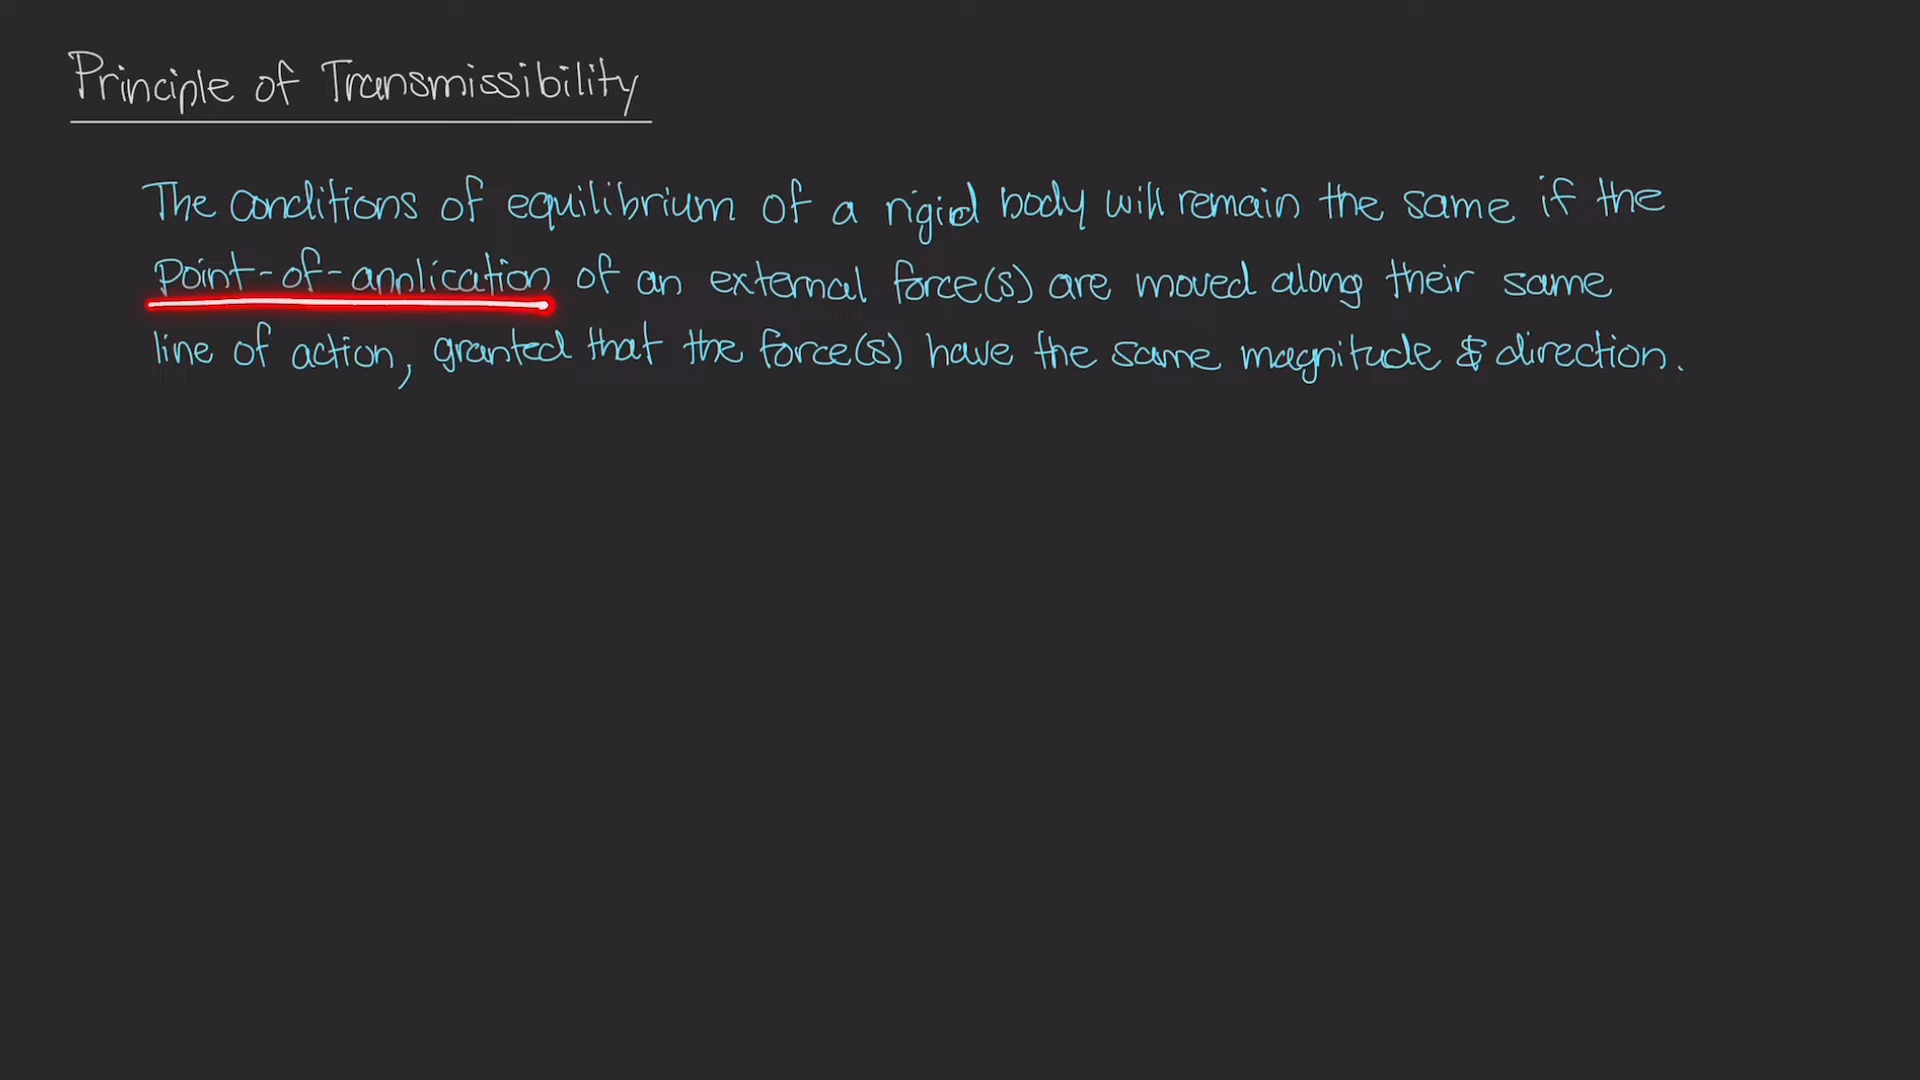 Principle of Transmissibility
The conditions of equilibrium of a rigid body will remain the same if the
point-of-application of an external force(s) are moved along their same
line of action, granted that the force(s) have the same magnitude & direction.